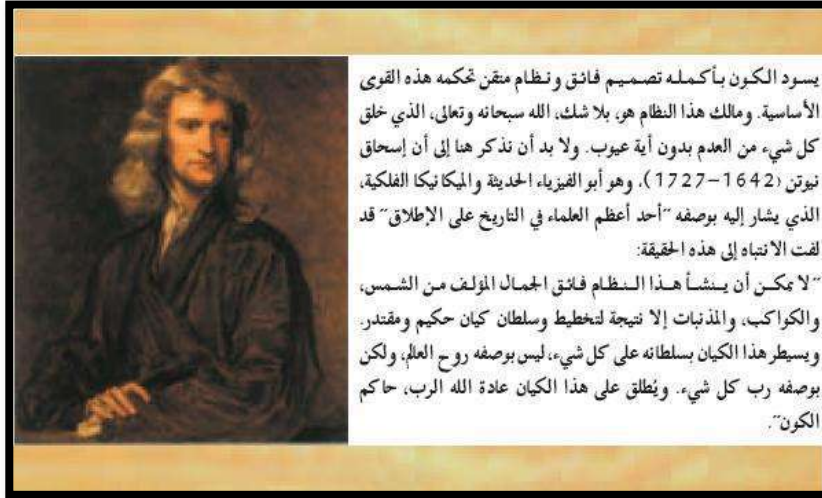 يسود الكون بأكمله تصميم فائق ونظام متقن تحكمه هذه القوى
الأساسية. ومالك هذا النظام هو، بلا شك، الله سبحانه وتعالى، الذي خلق
كل شيء من العدم بدون أية عيوب. ولا بد أن نذكر هنا إلى أن إسحاق
نيوتن (1642–1727)، وهو أبو الفيزياء الحديثة والميكانيكا الفلكية،
الذي يشار إليه بوصفه "أحد أعظم العلماء في التاريخ على الإطلاق" قد
لفت الانتباه إلى هذه الحقيقة:
"لا يمكن أن ينشأ هذا النظام فائق الجمال المؤلف من الشمس،
والكواكب، والمذنبات إلا نتيجة لتخطيط وسلطان كيان حكيم ومقتدر.
ويسيطر هذا الكيان بسلطانه على كل شيء، ليس بوصفه روح العالم، ولكن
بوصفه رب كل شيء. ويُطلق على هذا الكيان عادة الله الرب، حاكم
الكون".